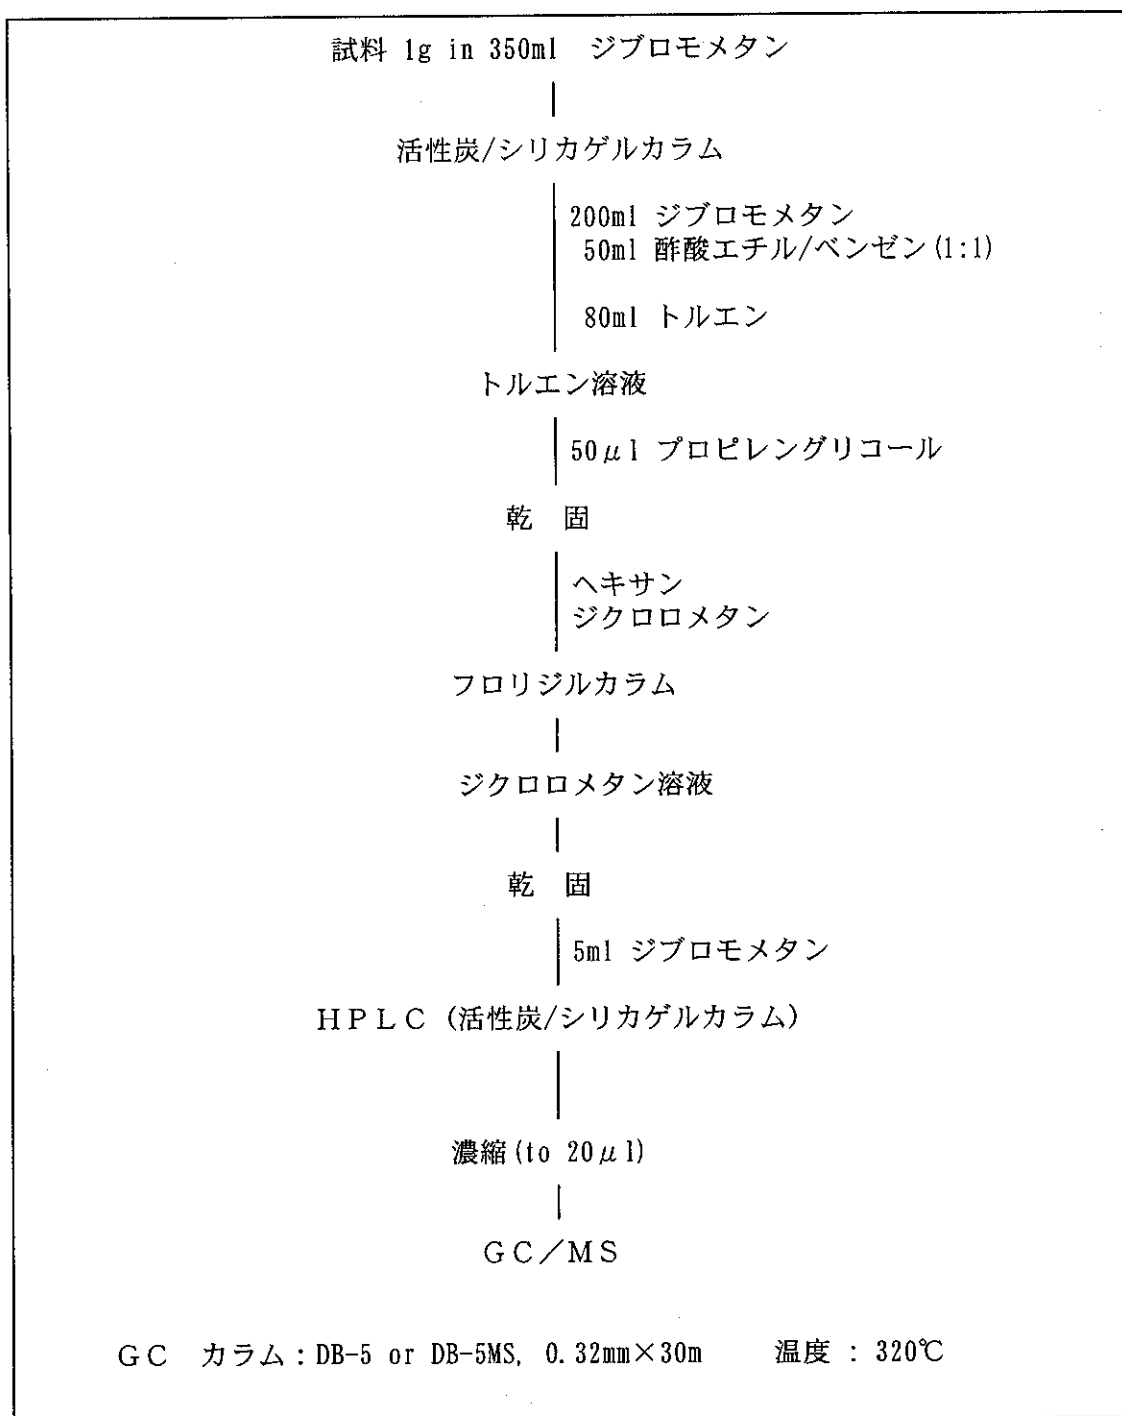 試料 1g in 350ml ジブロモメタン
活性炭/シリカゲルカラム
200ml ジブロモメタン
50ml 酢酸エチル/ベンゼン(1:1)
80ml トルエン
トルエン溶液
50μl プロピレングリコール
乾 固
ヘキサン
ジクロロメタン
フロリジルカラム
ジクロロメタン溶液
乾 固
5ml ジブロモメタン
HPLC (活性炭/シリカゲルカラム)
濃縮(to 20μl)
GC/MS
GC カラム:DB-5 or DB-5MS, 0.32mm×30m 温度 : 320℃